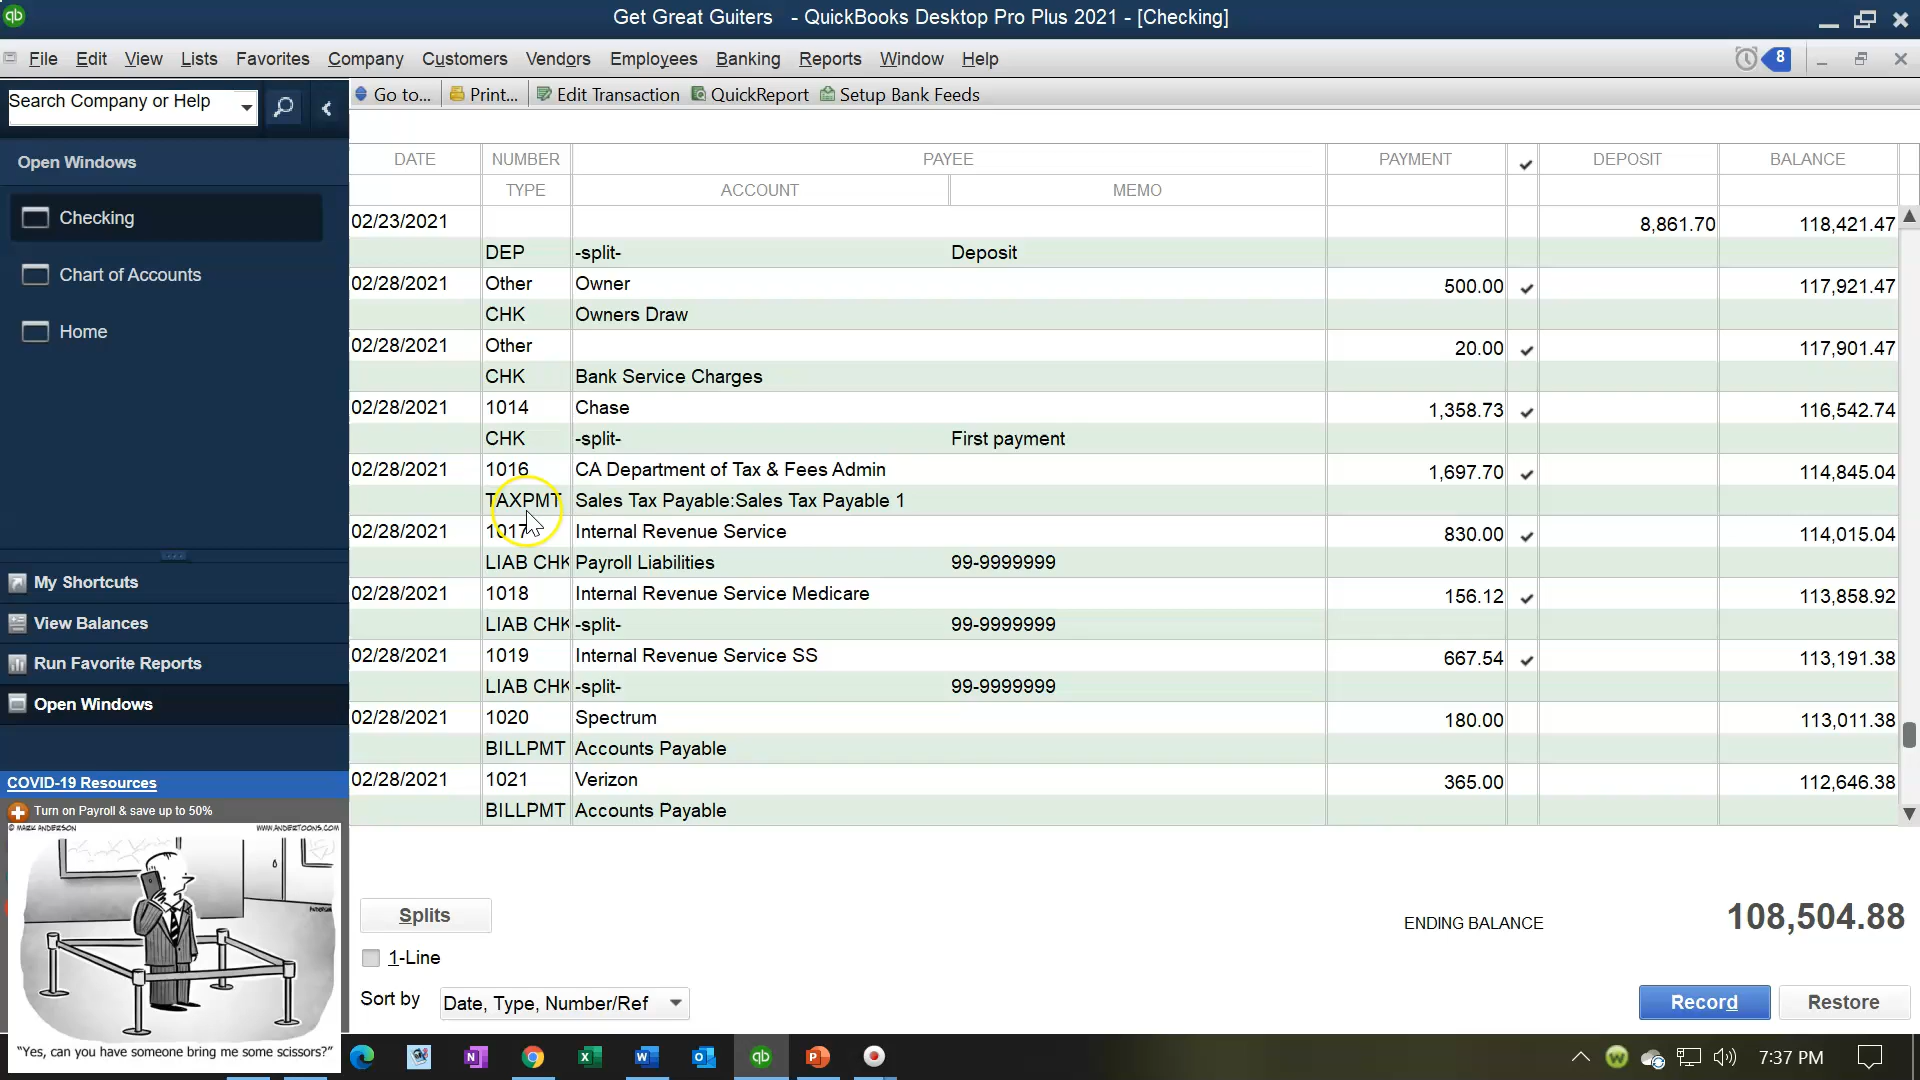 Get Great Guiters - QuickBooks Desktop Pro Plus 2021 - [Checking]
File Edit View Lists Favorites Company Customers Vendors Employees Banking Reports Window Help
8
Search Company or Help
Go to... Print... Edit Transaction QuickReport Setup Bank Feeds
Open Windows
Checking
Chart of Accounts
Home
My Shortcuts
View Balances
Run Favorite Reports
Open Windows
COVID-19 Resources
Turn on Payroll & save up to 50%
© MARK ANDERSON WWW.ANDERTOONS.COM
"Yes, can you have someone bring me some scissors?"
DATE NUMBER PAYEE PAYMENT ✓ DEPOSIT BALANCE
TYPE ACCOUNT MEMO
02/23/2021 8,861.70 118,421.47
DEP -split- Deposit
02/28/2021 Other Owner 500.00 ✓ 117,921.47
CHK Owners Draw
02/28/2021 Other 20.00 ✓ 117,901.47
CHK Bank Service Charges
02/28/2021 1014 Chase 1,358.73 ✓ 116,542.74
CHK -split- First payment
02/28/2021 1016 CA Department of Tax & Fees Admin 1,697.70 ✓ 114,845.04
TAXPMT Sales Tax Payable:Sales Tax Payable 1
02/28/2021 1017 Internal Revenue Service 830.00 ✓ 114,015.04
LIAB CHK Payroll Liabilities 99-9999999
02/28/2021 1018 Internal Revenue Service Medicare 156.12 ✓ 113,858.92
LIAB CHK -split- 99-9999999
02/28/2021 1019 Internal Revenue Service SS 667.54 ✓ 113,191.38
LIAB CHK -split- 99-9999999
02/28/2021 1020 Spectrum 180.00 113,011.38
BILLPMT Accounts Payable
02/28/2021 1021 Verizon 365.00 112,646.38
BILLPMT Accounts Payable
Splits
ENDING BALANCE 108,504.88
1-Line
Sort by Date, Type, Number/Ref
Record Restore
7:37 PM